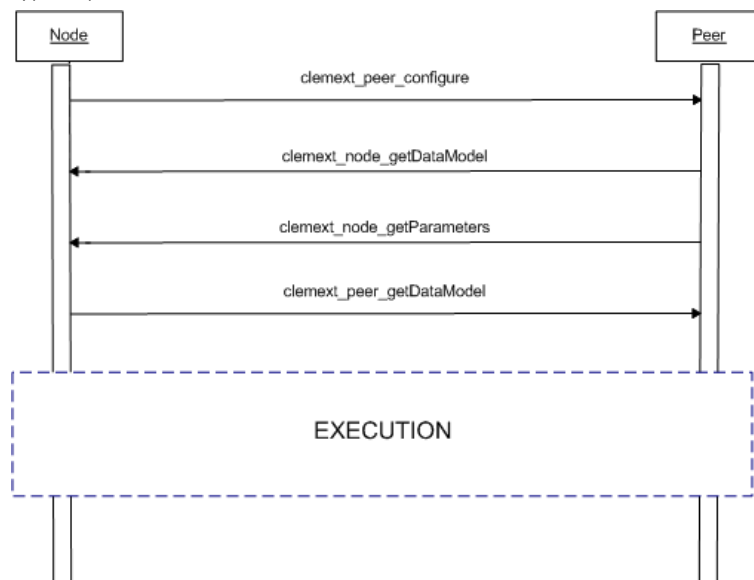 Node
Peer
clemext_peer_configure
clemext_node_getDataModel
clemext_node_getParameters
clemext_peer_getDataModel
EXECUTION